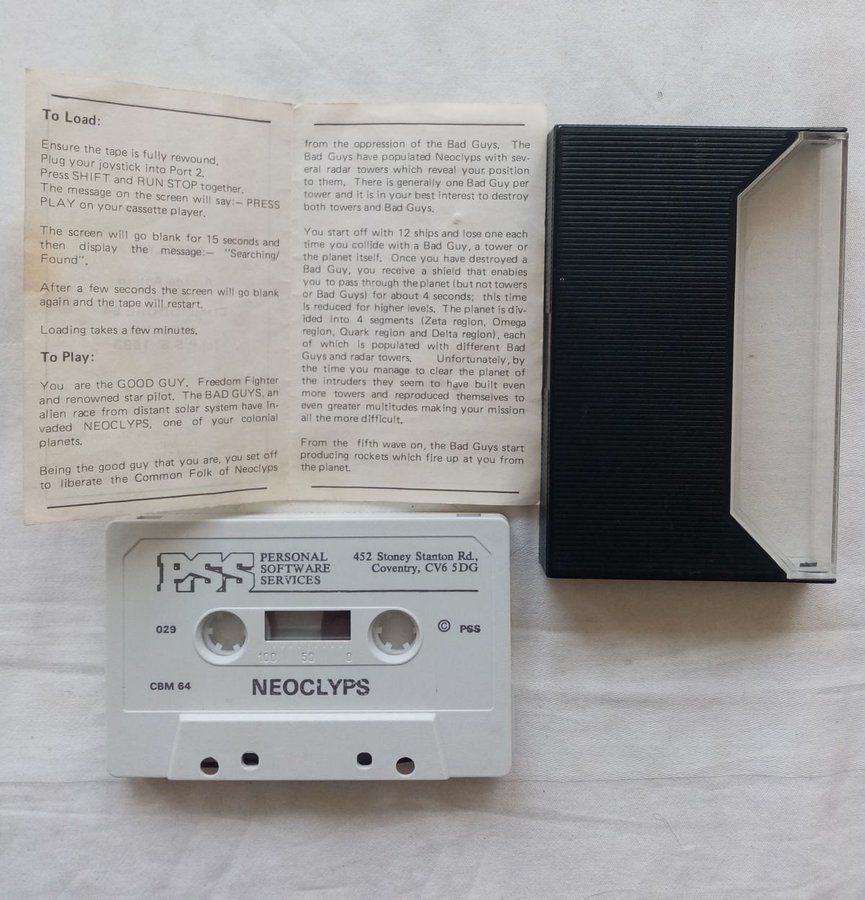 To Load:
Ensure the tape is fully rewound.
Plug your joystick into Port 2.
Press SHIFT and RUN STOP together.
The message on the screen will say:– PRESS
PLAY on your cassette player.
The screen will go blank for 15 seconds and
then display the message:– "Searching/
Found".
After a few seconds the screen will go blank
again and the tape will restart.
Loading takes a few minutes.
To Play:
You are the GOOD GUY. Freedom Fighter
and renowned star pilot. The BAD GUYS, an
alien race from distant solar system have in-
vaded NEOCLYPS, one of your colonial
planets.
Being the good guy that you are, you set off
to liberate the Common Folk of Neoclyps
from the oppression of the Bad Guys. The
Bad Guys have populated Neoclyps with sev-
eral radar towers which reveal your position
to them. There is generally one Bad Guy per
tower and it is in your best interest to destroy
both towers and Bad Guys.
You start off with 12 ships and lose one each
time you collide with a Bad Guy, a tower or
the planet itself. Once you have destroyed a
Bad Guy, you receive a shield that enables
you to pass through the planet (but not towers
or Bad Guys) for about 4 seconds; this time
is reduced for higher levels. The planet is div-
ided into 4 segments (Zeta region, Omega
region, Quark region and Delta region), each
of which is populated with different Bad
Guys and radar towers. Unfortunately, by
the time you manage to clear the planet of
the intruders they seem to have built even
more towers and reproduced themselves to
even greater multitudes making your mission
all the more difficult.
From the fifth wave on, the Bad Guys start
producing rockets which fire up at you from
the planet.
PSS PERSONAL SOFTWARE SERVICES
452 Stoney Stanton Rd.,
Coventry, CV6 5DG
029
© PSS
100 50 0
CBM 64
NEOCLYPS